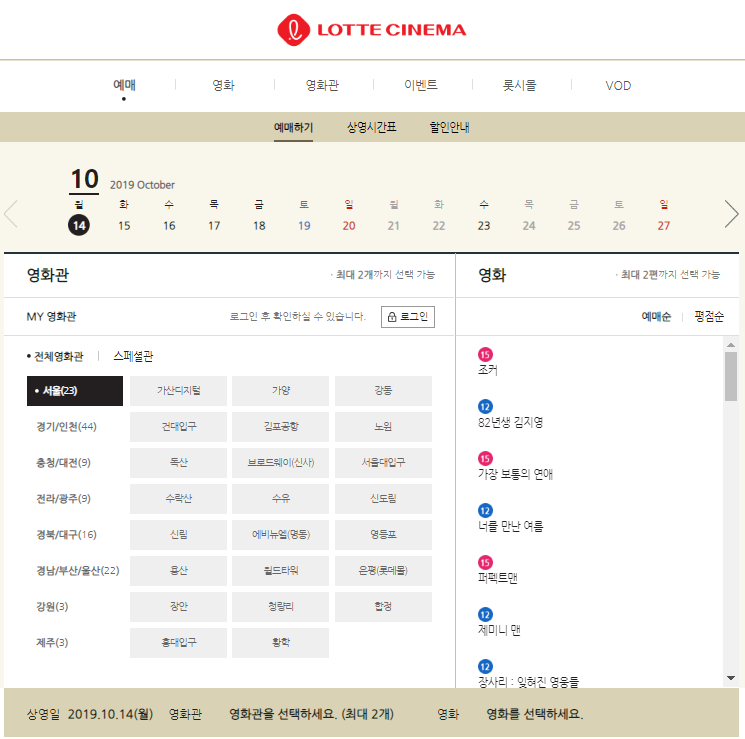 LOTTE CINEMA
예매 영화 영화관 이벤트 롯시몰 VOD
예매하기 상영시간표 할인안내
10 2019 October
월 화 수 목 금 토 일 월 화 수 목 금 토 일
14 15 16 17 18 19 20 21 22 23 24 25 26 27
영화관 · 최대 2개까지 선택 가능
MY 영화관 로그인 후 확인하실 수 있습니다. 로그인
• 전체영화관 스페셜관
• 서울(23) 가산디지털 가양 강동
경기/인천(44) 건대입구 김포공항 노원
충청/대전(9) 독산 브로드웨이(신사) 서울대입구
전라/광주(9) 수락산 수유 신도림
경북/대구(16) 신림 에비뉴엘(명동) 영등포
경남/부산/울산(22) 용산 월드타워 은평(롯데몰)
강원(3) 장안 청량리 합정
제주(3) 홍대입구 황학
영화 · 최대 2편까지 선택 가능
예매순 평점순
15
조커
12
82년생 김지영
15
가장 보통의 연애
12
너를 만난 여름
15
퍼펙트맨
12
제미니 맨
12
장사리 : 잊혀진 영웅들
상영일 2019.10.14(월) 영화관 영화관을 선택하세요. (최대 2개) 영화 영화를 선택하세요.